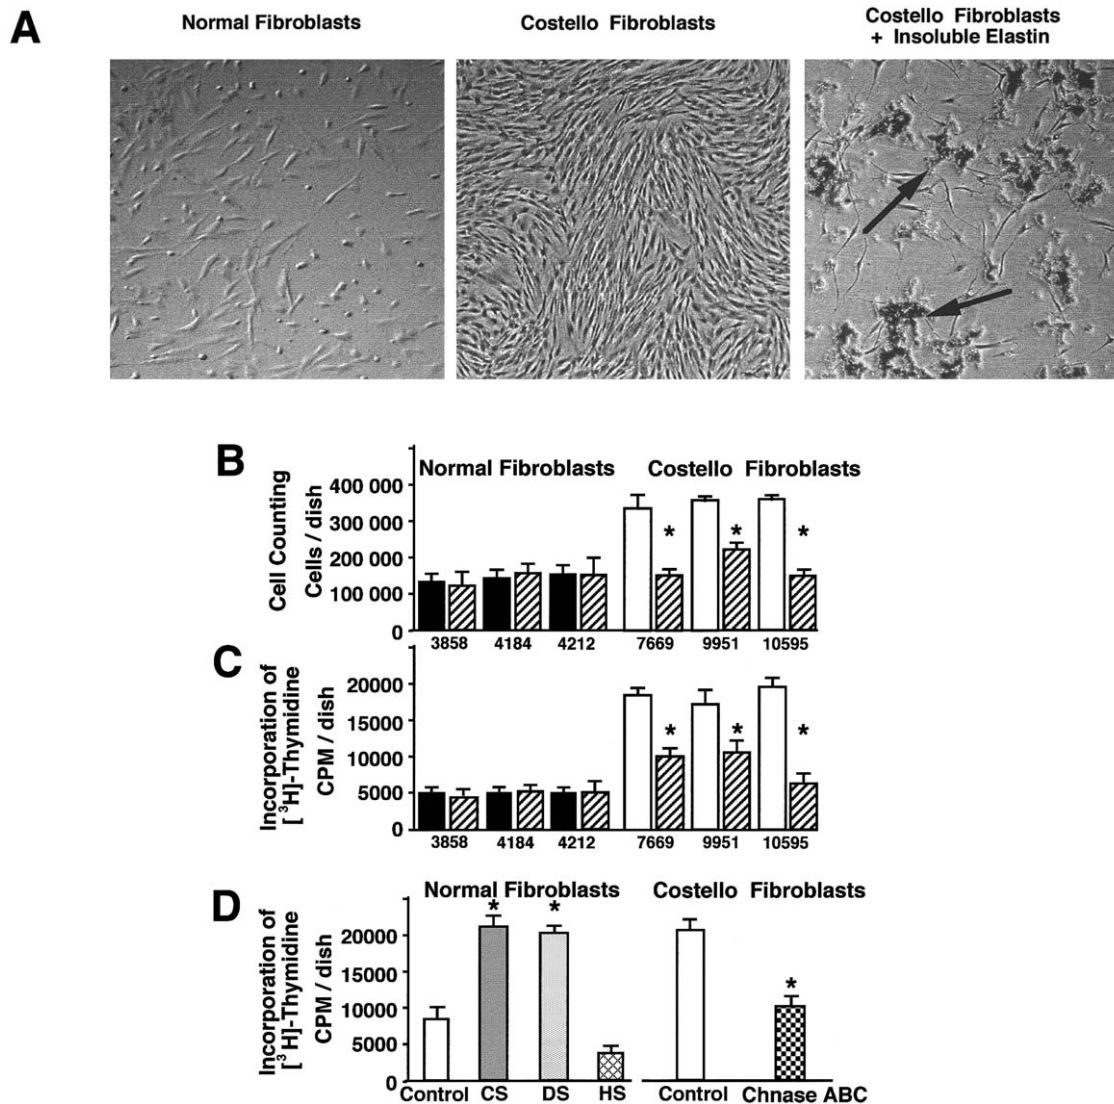 A
Normal Fibroblasts
Costello Fibroblasts
Costello Fibroblasts
+ Insoluble Elastin
B
Cell Counting
Cells / dish
Normal Fibroblasts
Costello Fibroblasts
400 000
300 000
200 000
100 000
0
*
*
*
3858
4184
4212
7669
9951
10595
C
Incorporation of
[³H]-Thymidine
CPM / dish
20000
15000
10000
5000
0
*
*
*
3858
4184
4212
7669
9951
10595
D
Incorporation of
[³H]-Thymidine
CPM / dish
Normal Fibroblasts
Costello Fibroblasts
20000
15000
10000
5000
0
*
*
*
Control
CS
DS
HS
Control
Chnase ABC